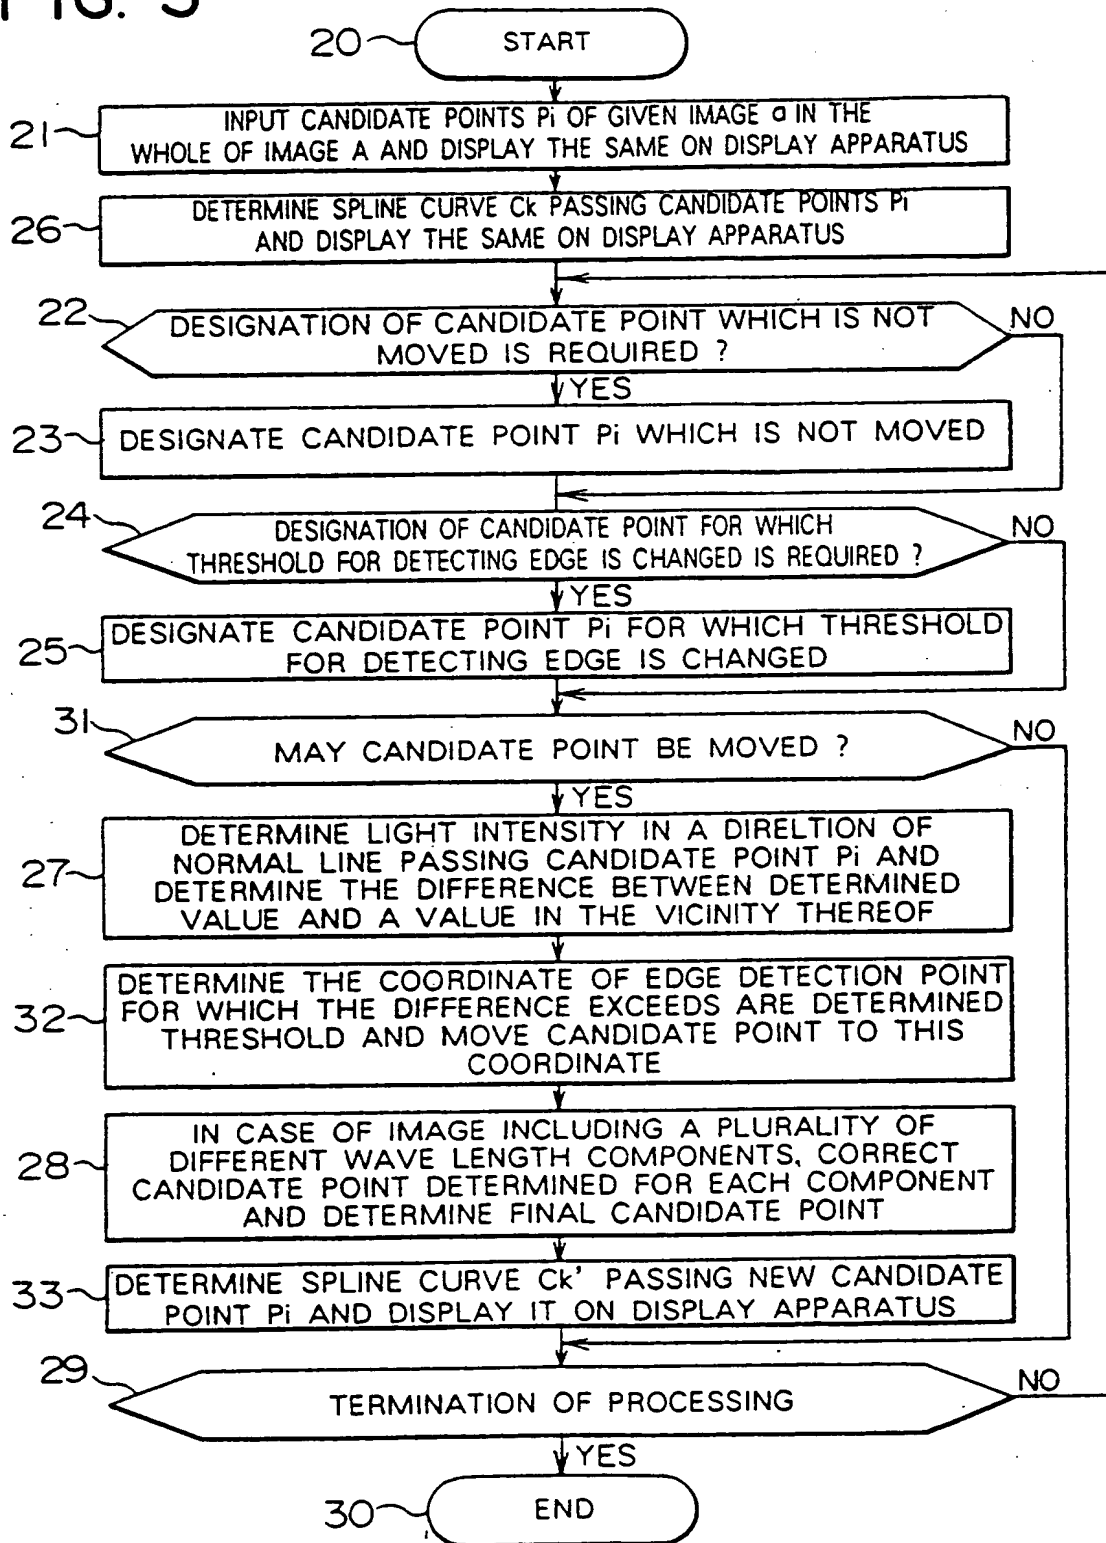 FIG. 5
20
START
21
INPUT CANDIDATE POINTS Pi OF GIVEN IMAGE a IN THE
WHOLE OF IMAGE A AND DISPLAY THE SAME ON DISPLAY APPARATUS
26
DETERMINE SPLINE CURVE Ck PASSING CANDIDATE POINTS Pi
AND DISPLAY THE SAME ON DISPLAY APPARATUS
22
DESIGNATION OF CANDIDATE POINT WHICH IS NOT
MOVED IS REQUIRED ?
NO
YES
23
DESIGNATE CANDIDATE POINT Pi WHICH IS NOT MOVED
24
DESIGNATION OF CANDIDATE POINT FOR WHICH
THRESHOLD FOR DETECTING EDGE IS CHANGED IS REQUIRED ?
NO
YES
25
DESIGNATE CANDIDATE POINT Pi FOR WHICH THRESHOLD
FOR DETECTING EDGE IS CHANGED
31
MAY CANDIDATE POINT BE MOVED ?
NO
YES
27
DETERMINE LIGHT INTENSITY IN A DIRELTION OF
NORMAL LINE PASSING CANDIDATE POINT Pi AND
DETERMINE THE DIFFERENCE BETWEEN DETERMINED
VALUE AND A VALUE IN THE VICINITY THEREOF
32
DETERMINE THE COORDINATE OF EDGE DETECTION POINT
FOR WHICH THE DIFFERENCE EXCEEDS ARE DETERMINED
THRESHOLD AND MOVE CANDIDATE POINT TO THIS
COORDINATE
28
IN CASE OF IMAGE INCLUDING A PLURALITY OF
DIFFERENT WAVE LENGTH COMPONENTS, CORRECT
CANDIDATE POINT DETERMINED FOR EACH COMPONENT
AND DETERMINE FINAL CANDIDATE POINT
33
DETERMINE SPLINE CURVE Ck' PASSING NEW CANDIDATE
POINT Pi AND DISPLAY IT ON DISPLAY APPARATUS
29
TERMINATION OF PROCESSING
NO
YES
30
END